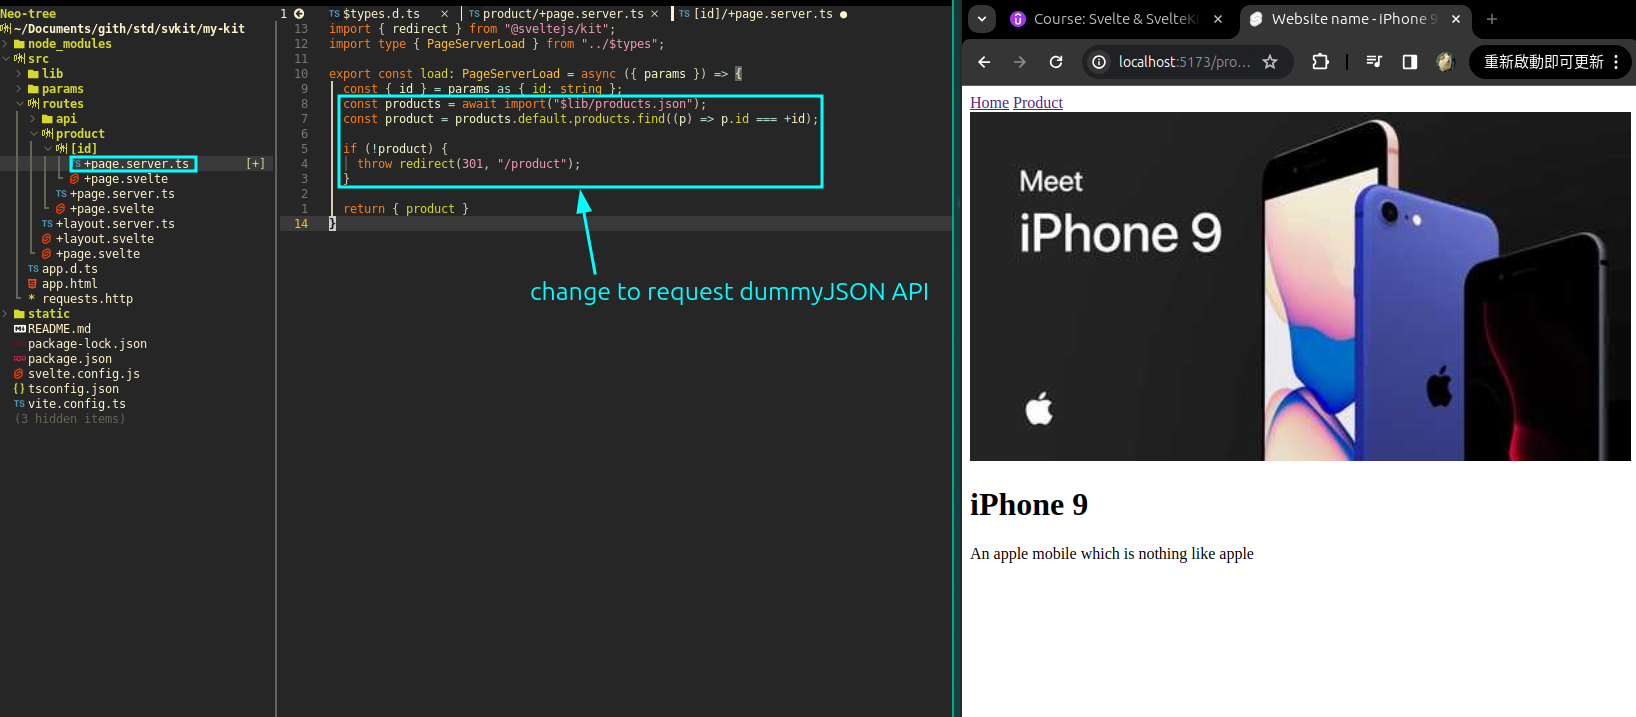 Neo-tree
~/Documents/gith/std/svkit/my-kit
node_modules
src
lib
params
routes
api
product
[id]
TS +page.server.ts [+]
+page.svelte
TS +page.server.ts
+page.svelte
TS +layout.server.ts
+layout.svelte
+page.svelte
TS app.d.ts
app.html
* requests.http
static
README.md
package-lock.json
package.json
svelte.config.js
{} tsconfig.json
TS vite.config.ts
(3 hidden items)
1 TS $types.d.ts × TS product/+page.server.ts × TS [id]/+page.server.ts ●
13 import { redirect } from "@sveltejs/kit";
12 import type { PageServerLoad } from "../$types";
11
10 export const load: PageServerLoad = async ({ params }) => {
9 const { id } = params as { id: string };
8 const products = await import("$lib/products.json");
7 const product = products.default.products.find((p) => p.id === +id);
6
5 if (!product) {
4 throw redirect(301, "/product");
3 }
2
1 return { product }
14 }
change to request dummyJSON API
Course: Svelte & SvelteKi × Website name - iPhone 9 × +
localhost:5173/pro... 重新啟動即可更新
Home Product
Meet
iPhone 9
iPhone 9
An apple mobile which is nothing like apple